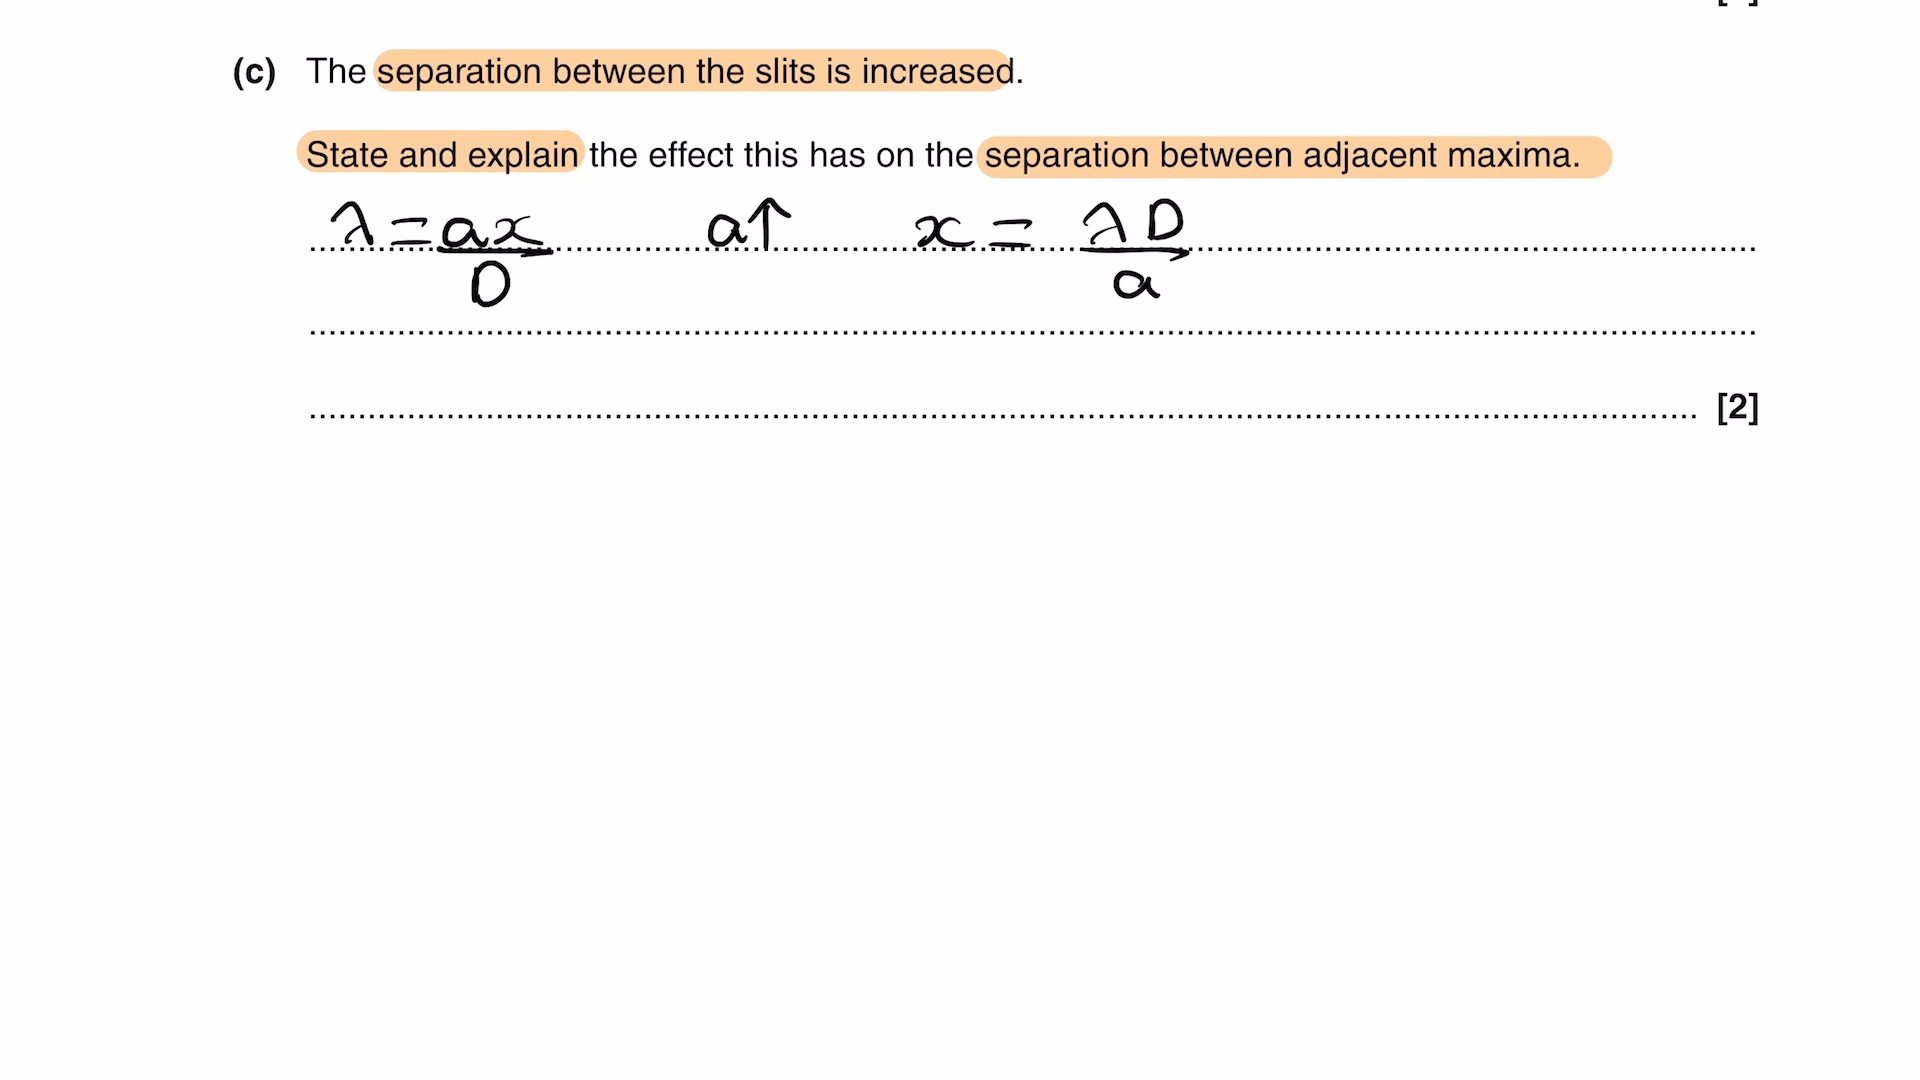 (c) The separation between the slits is increased.
State and explain the effect this has on the separation between adjacent maxima.
λ = ax/D a↑ x = λD/a
[2]